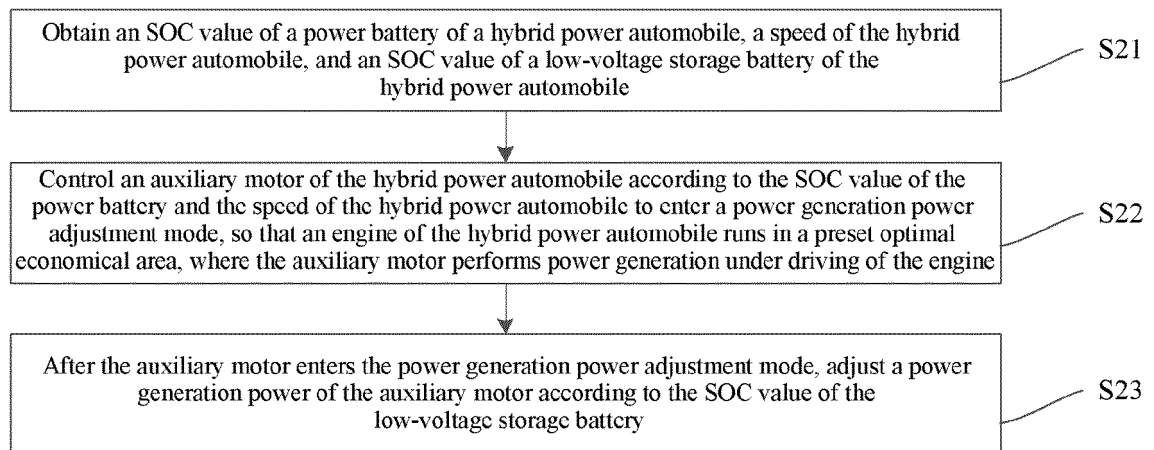 Obtain an SOC value of a power battery of a hybrid power automobile, a speed of the hybrid
power automobile, and an SOC value of a low-voltage storage battery of the
hybrid power automobile
S21
Control an auxiliary motor of the hybrid power automobile according to the SOC value of the
power battery and the speed of the hybrid power automobile to enter a power generation power
adjustment mode, so that an engine of the hybrid power automobile runs in a preset optimal
economical area, where the auxiliary motor performs power generation under driving of the engine
S22
After the auxiliary motor enters the power generation power adjustment mode, adjust a power
generation power of the auxiliary motor according to the SOC value of the
low-voltage storage battery
S23